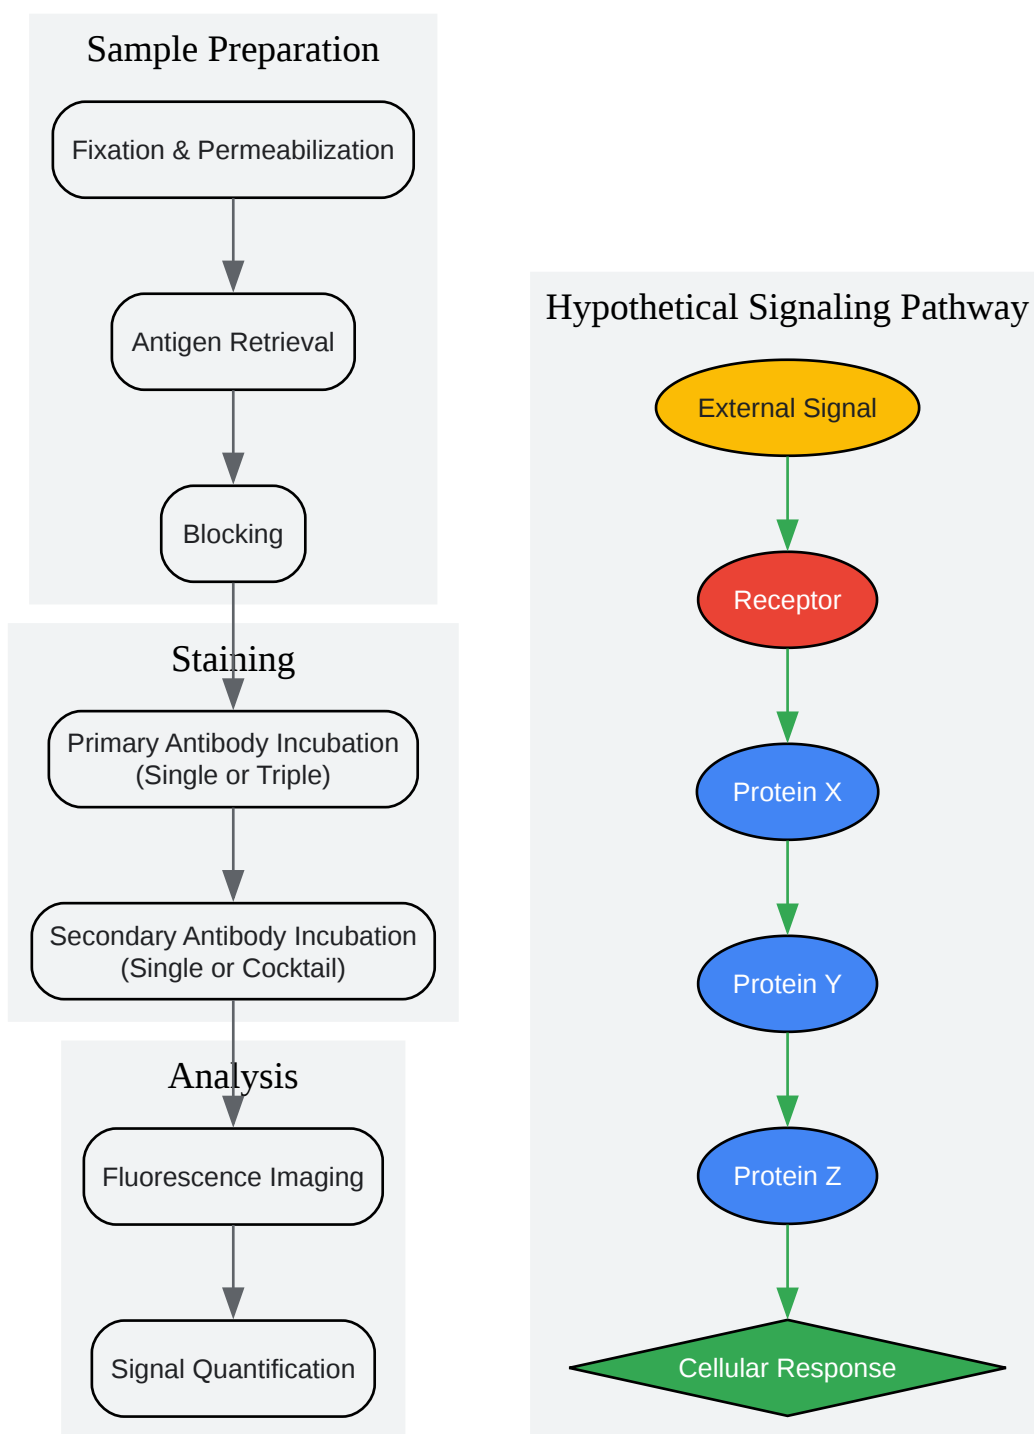 Sample Preparation
Fixation & Permeabilization
Antigen Retrieval
Blocking
Staining
Primary Antibody Incubation
(Single or Triple)
Secondary Antibody Incubation
(Single or Cocktail)
Analysis
Fluorescence Imaging
Signal Quantification
Hypothetical Signaling Pathway
External Signal
Receptor
Protein X
Protein Y
Protein Z
Cellular Response